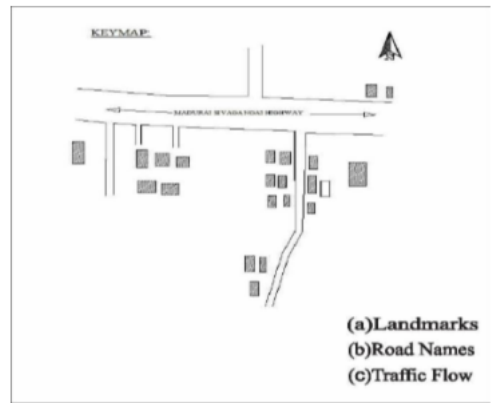 KEYMAP:
MADURAI SIVAGANGAI HIGHWAY
(a)Landmarks
(b)Road Names
(c)Traffic Flow